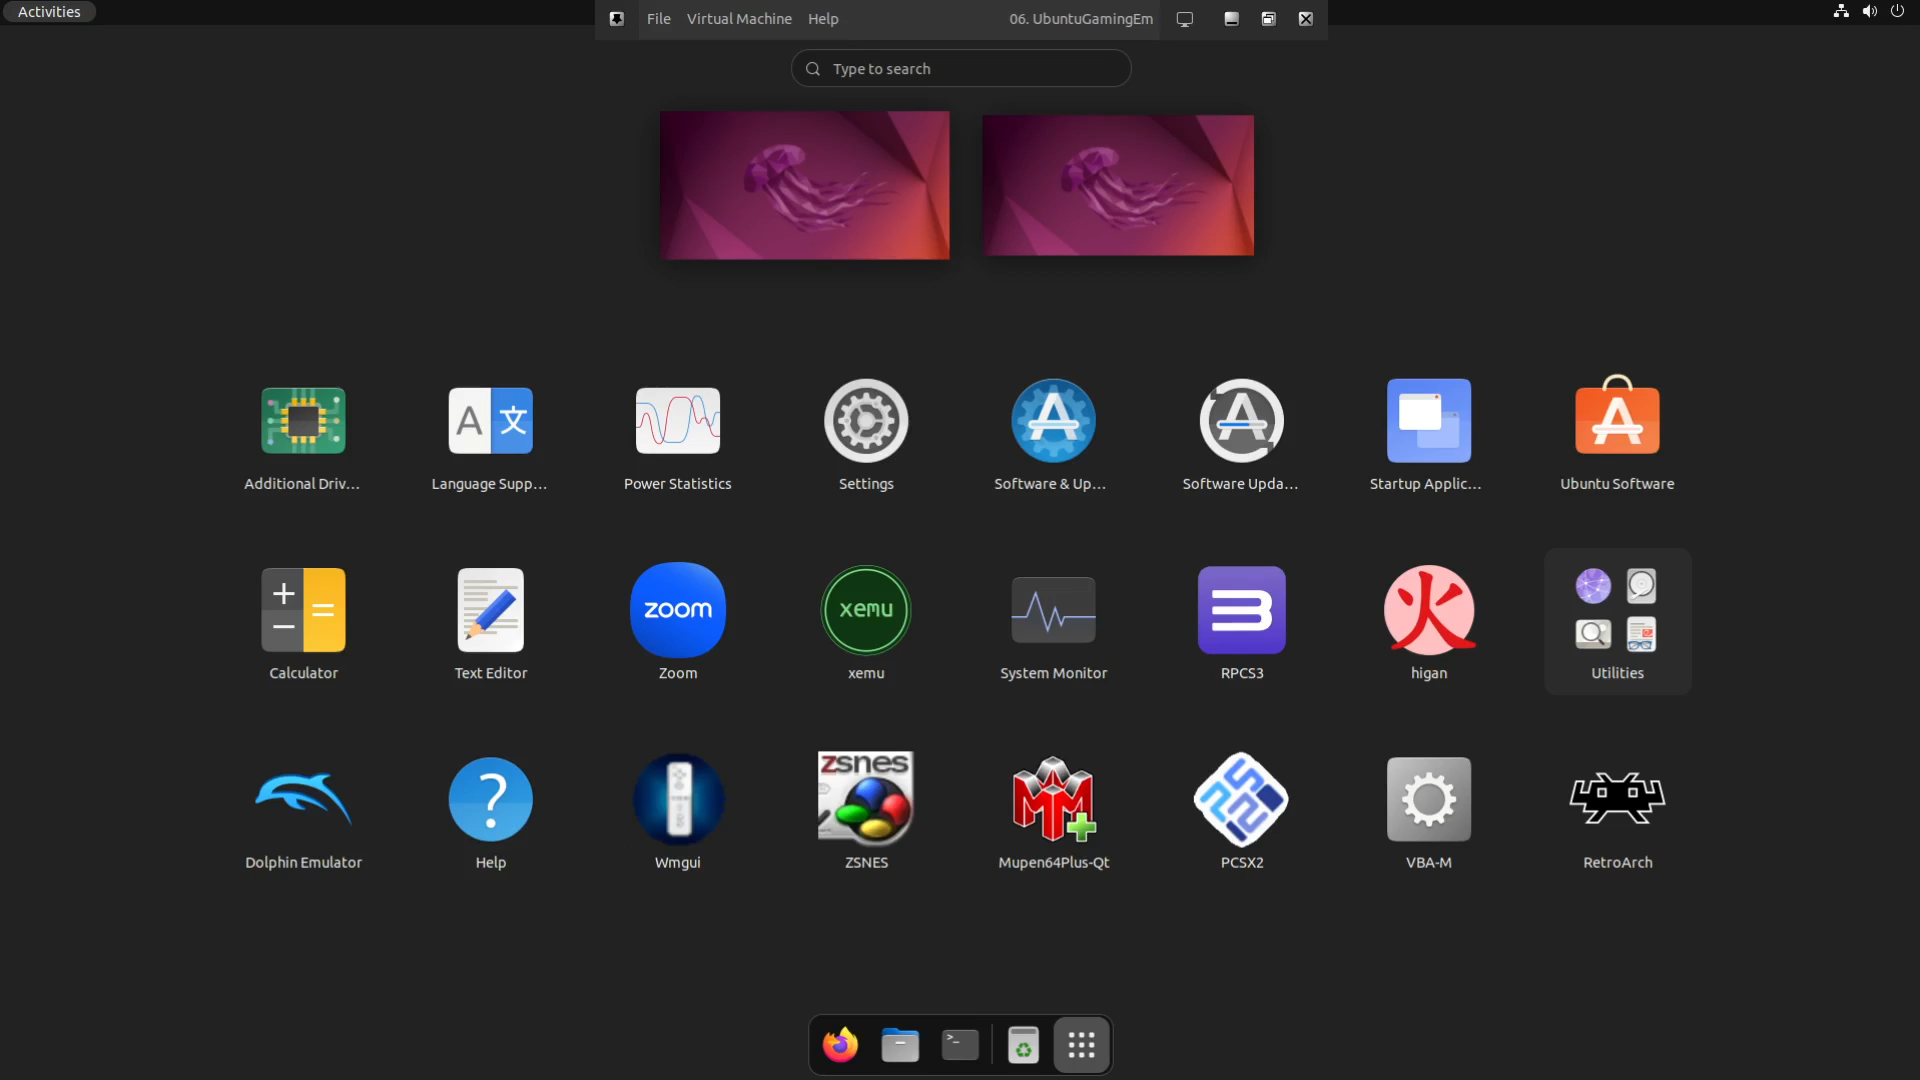 Activities
File Virtual Machine Help 06. UbuntuGamingEm
Type to search
Additional Driv...
Language Supp...
Power Statistics
Settings
Software & Up...
Software Upda...
Startup Applic...
Ubuntu Software
A 文
zoom
xemu
火
Calculator
Text Editor
Zoom
xemu
System Monitor
RPCS3
higan
Utilities
zsnes
Dolphin Emulator
Help
Wmgui
ZSNES
Mupen64Plus-Qt
PCSX2
VBA-M
RetroArch